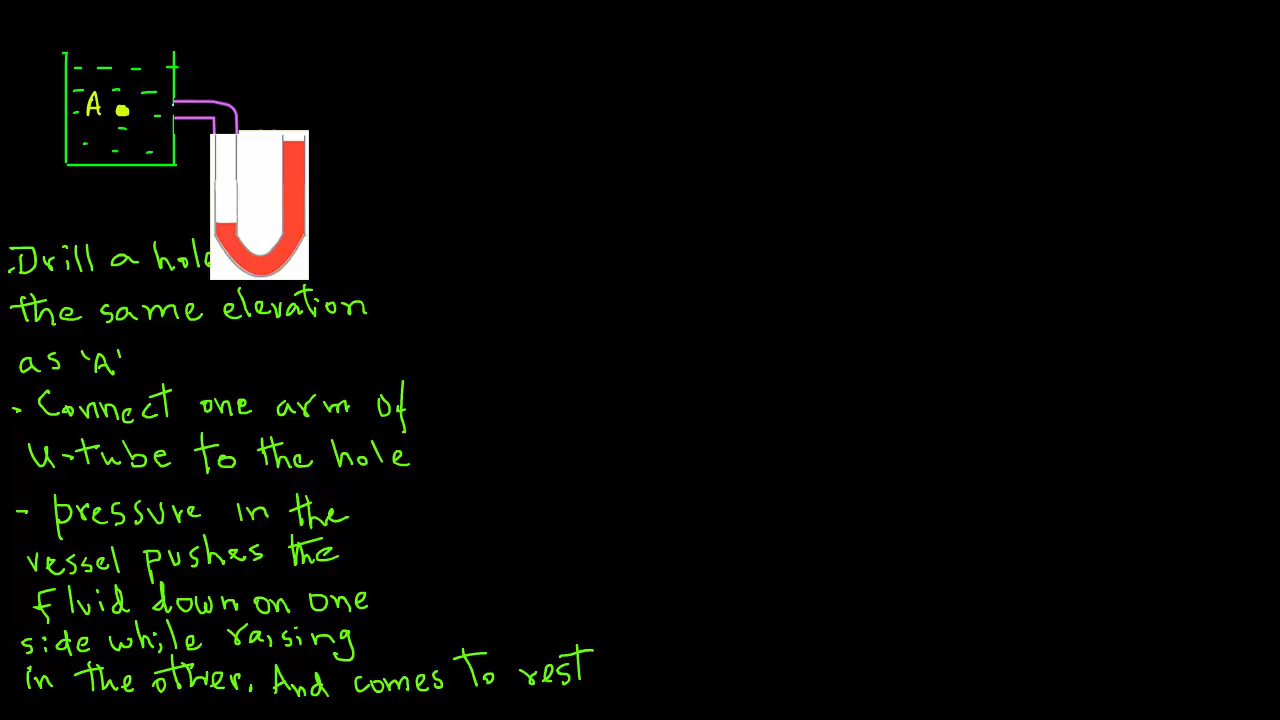 A
.Drill a hole
the same elevation
as 'A'
- Connect one arm of
U-tube to the hole
- pressure in the
vessel pushes the
fluid down on one
side while raising
in the other. And comes to rest